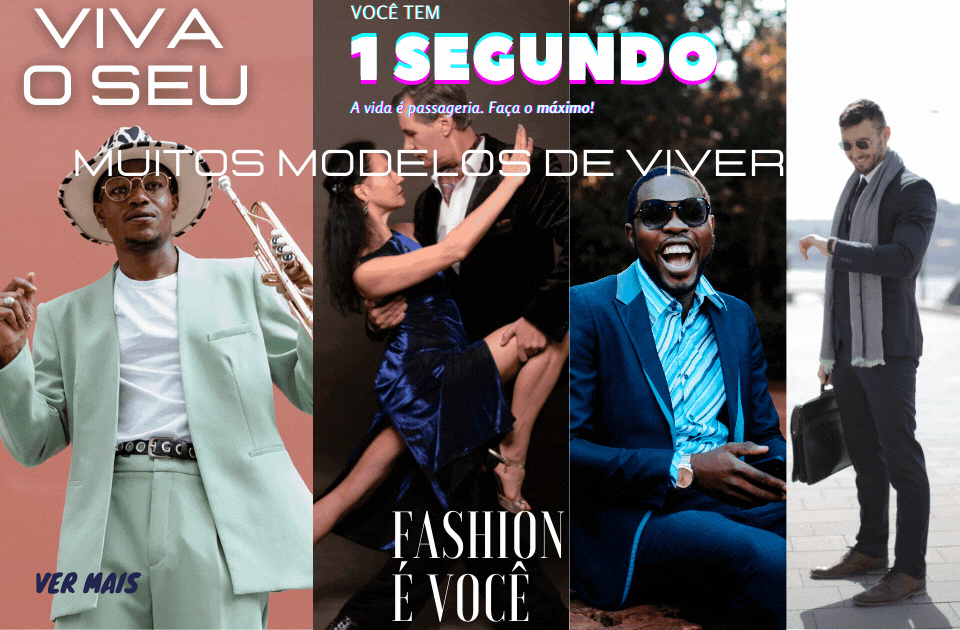 VIVA
O SEU
VOCÊ TEM
1 SEGUNDO
A vida é passageria. Faça o máximo!
MUITOS MODELOS DE VIVER
FASHION
É VOCÊ
VER MAIS